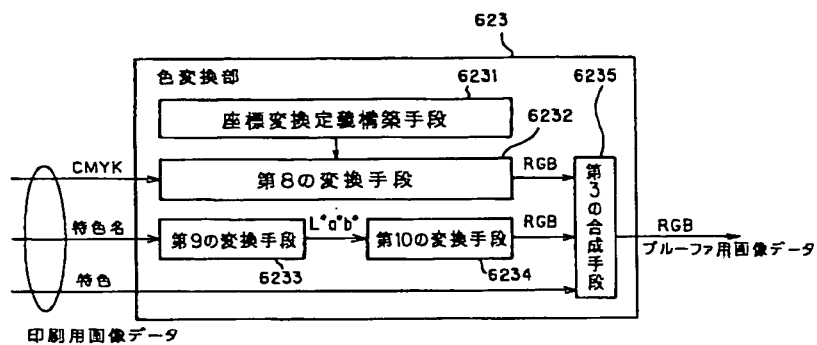 623
色変換部
6231
6235
座標変換定義構築手段
6232
CMYK
第8の変換手段
RGB
第3の合成手段
特色名
第9の変換手段
L*a*b*
第10の変換手段
RGB
RGB
プルーファ用画像データ
6233
6234
特色
印刷用画像データ